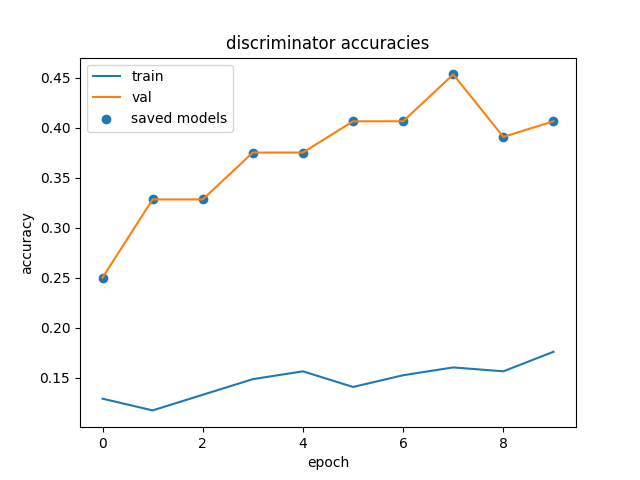 discriminator accuracies
train
val
saved models
accuracy
0.45
0.40
0.35
0.30
0.25
0.20
0.15
0 2 4 6 8
epoch